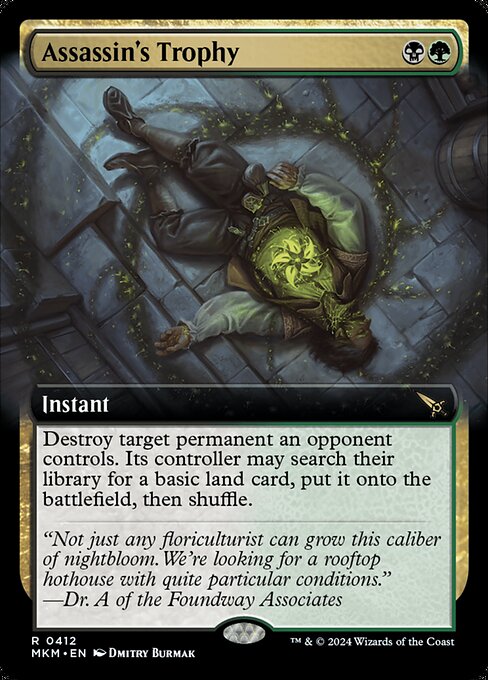 Assassin's Trophy
Instant
Destroy target permanent an opponent
controls. Its controller may search their
library for a basic land card, put it onto the
battlefield, then shuffle.
“Not just any floriculturist can grow this caliber
of nightbloom. We’re looking for a rooftop
hothouse with quite particular conditions.”
—Dr. A of the Foundway Associates
R 0412
MKM • EN Dmitry Burmak
™ & © 2024 Wizards of the Coast